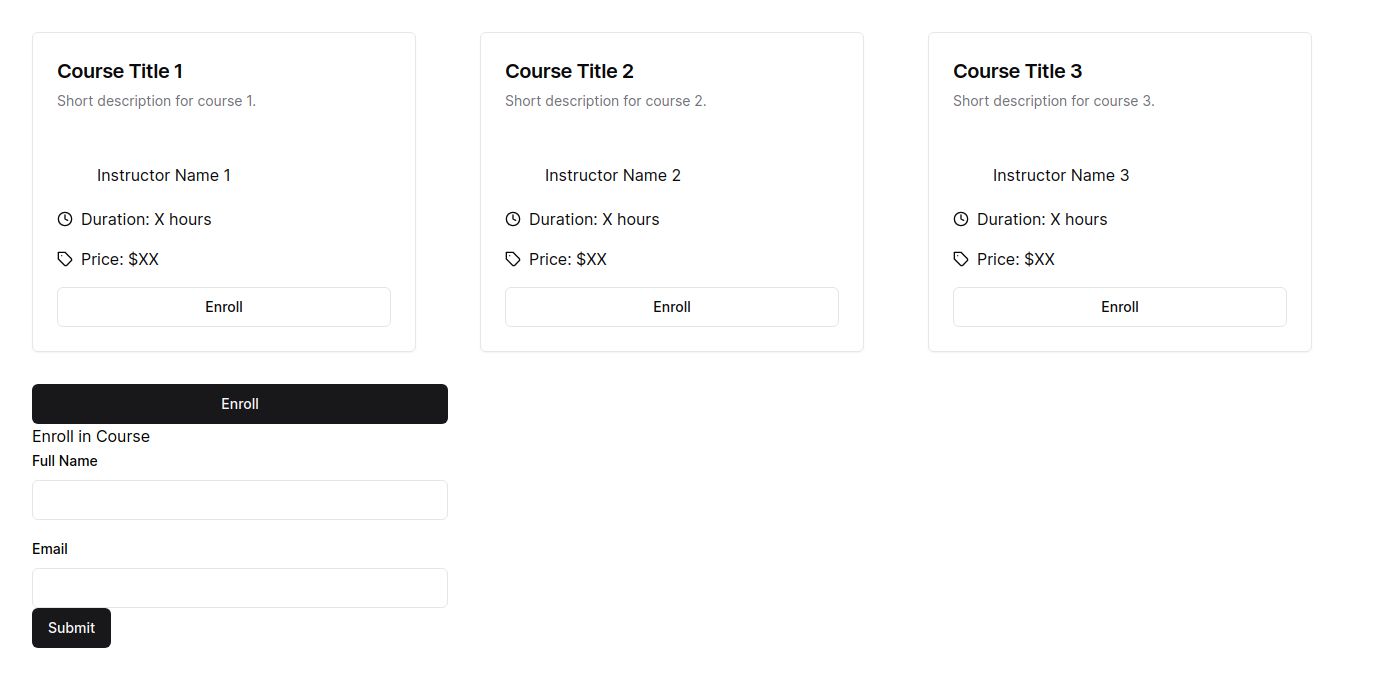 Course Title 1
Short description for course 1.
Instructor Name 1
Duration: X hours
Price: $XX
Enroll
Course Title 2
Short description for course 2.
Instructor Name 2
Duration: X hours
Price: $XX
Enroll
Course Title 3
Short description for course 3.
Instructor Name 3
Duration: X hours
Price: $XX
Enroll
Enroll
Enroll in Course
Full Name
Email
Submit